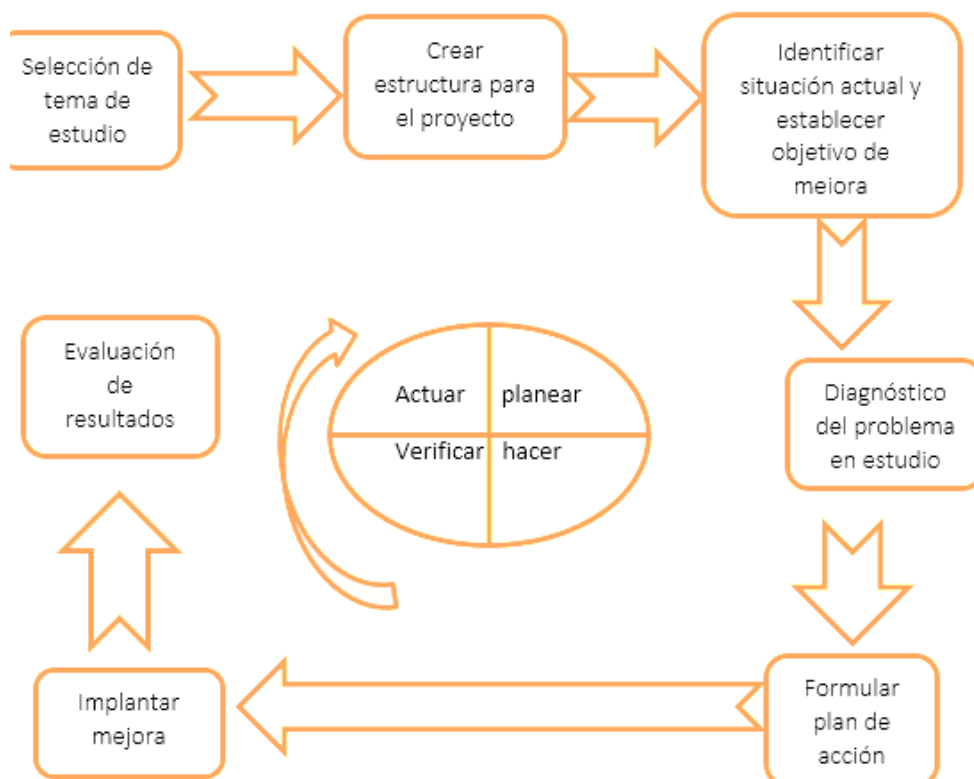 Selección de
tema de
estudio
Crear
estructura para
el proyecto
Identificar
situación actual y
establecer
objetivo de
meiora
Evaluación
de
resultados
Actuar planear
Verificar hacer
Diagnóstico
del problema
en estudio
Implantar
mejora
Formular
plan de
acción